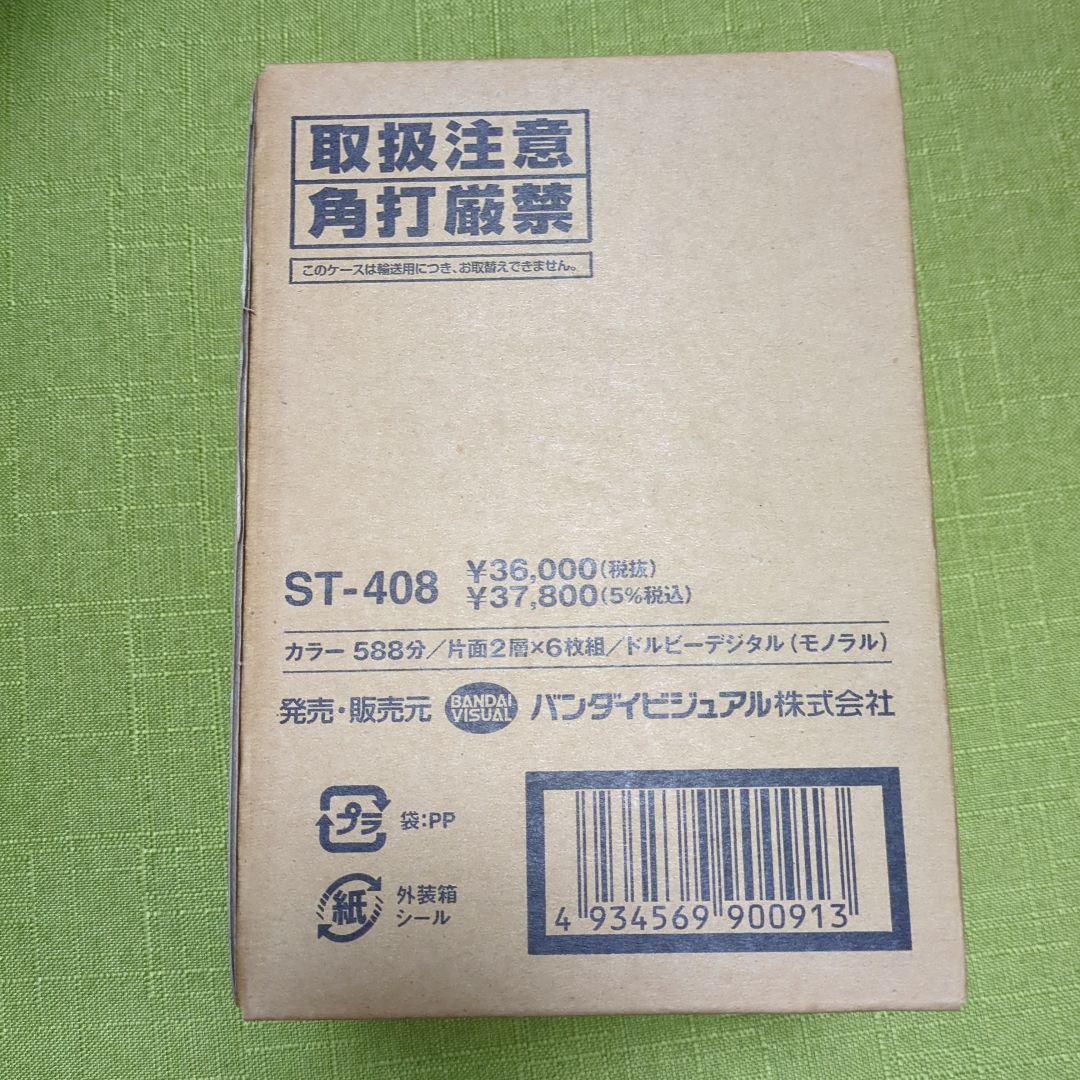 取扱注意
角打厳禁
このケースは輸送用につき、お取替えできません。
ST-408
¥36,000(税抜)
¥37,800(5%税込)
カラー 588分/片面2層×6枚組/ドルビーデジタル(モノラル)
発売・販売元 BANDAI VISUAL バンダイビジュアル株式会社
プラ 袋:PP
紙 外装箱
シール
4 934569 900913